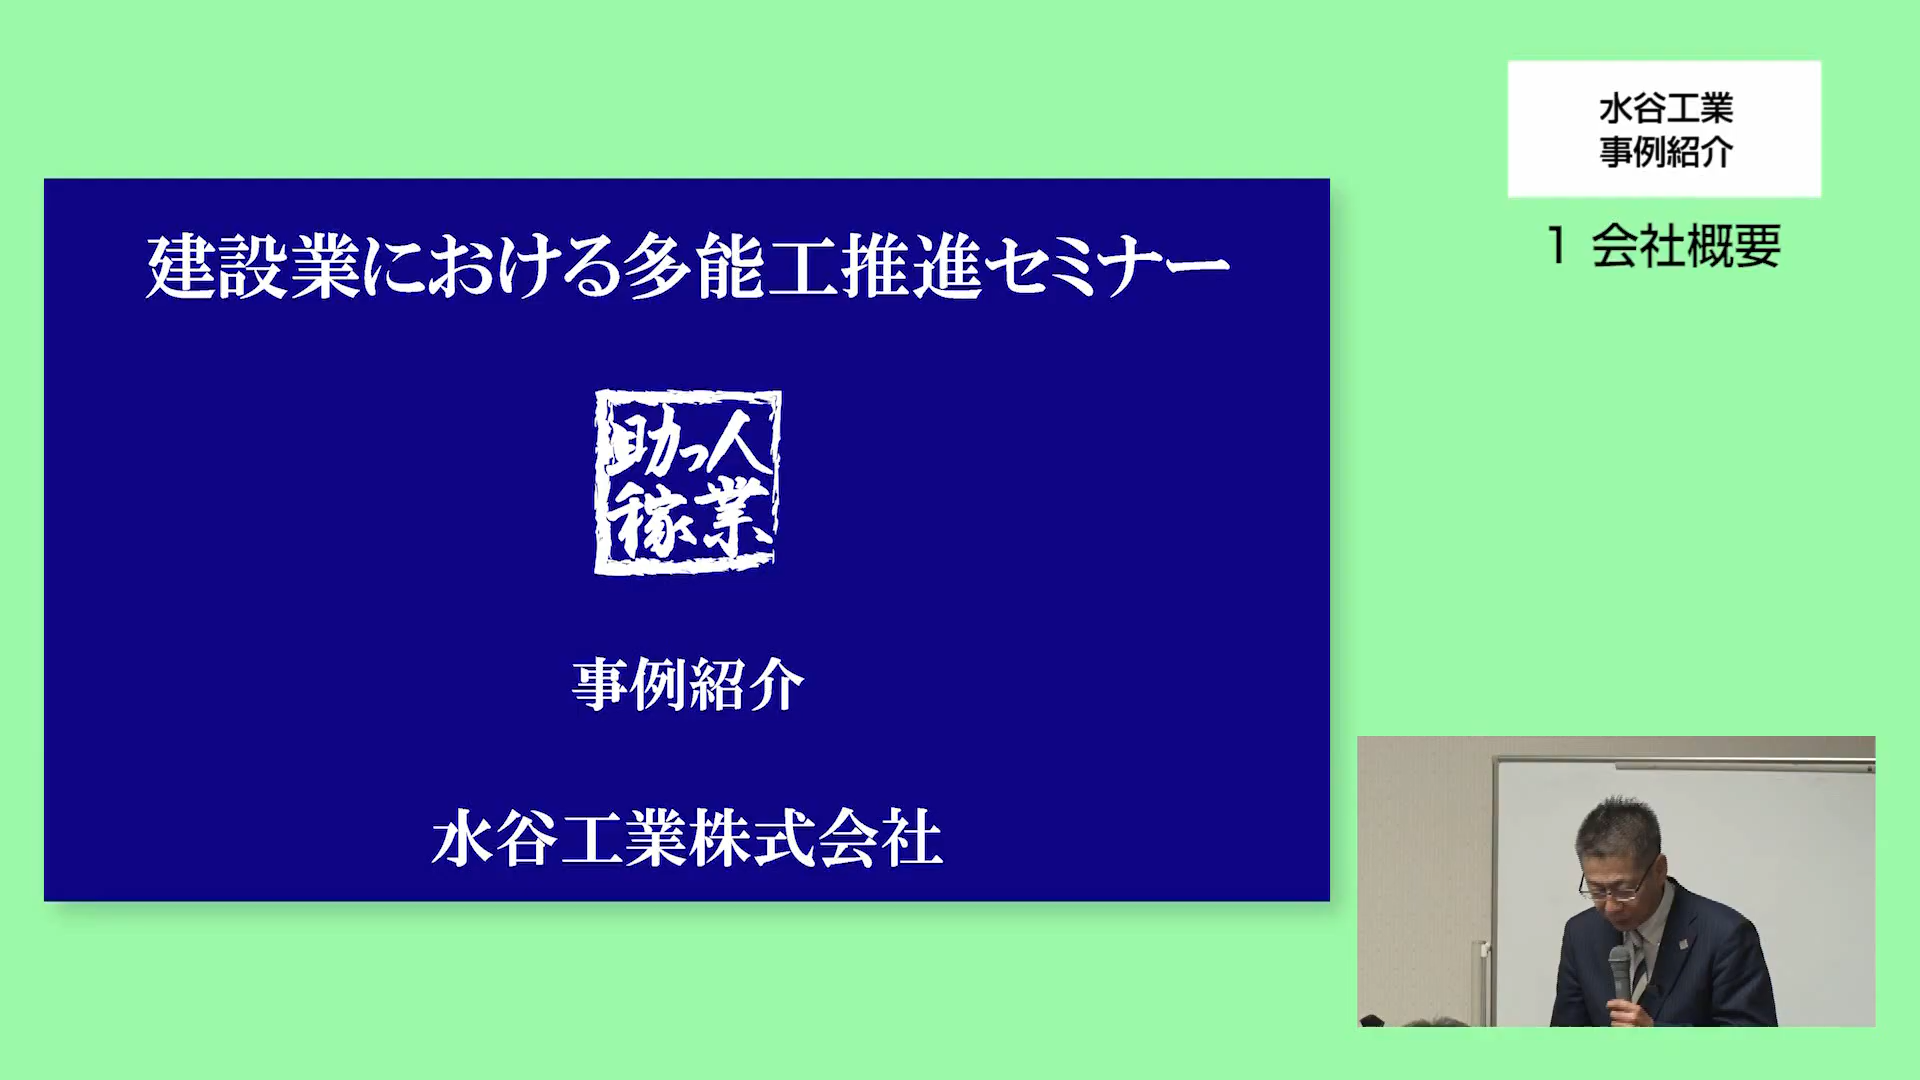 建設業における多能工推進セミナー
助っ人
稼業
事例紹介
水谷工業株式会社
水谷工業
事例紹介
1 会社概要